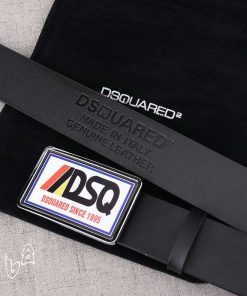 DSQUARED2
DSQUARED2
MADE IN ITALY
GENUINE LEATHER
DSQ
DSQUARED SINCE 1995